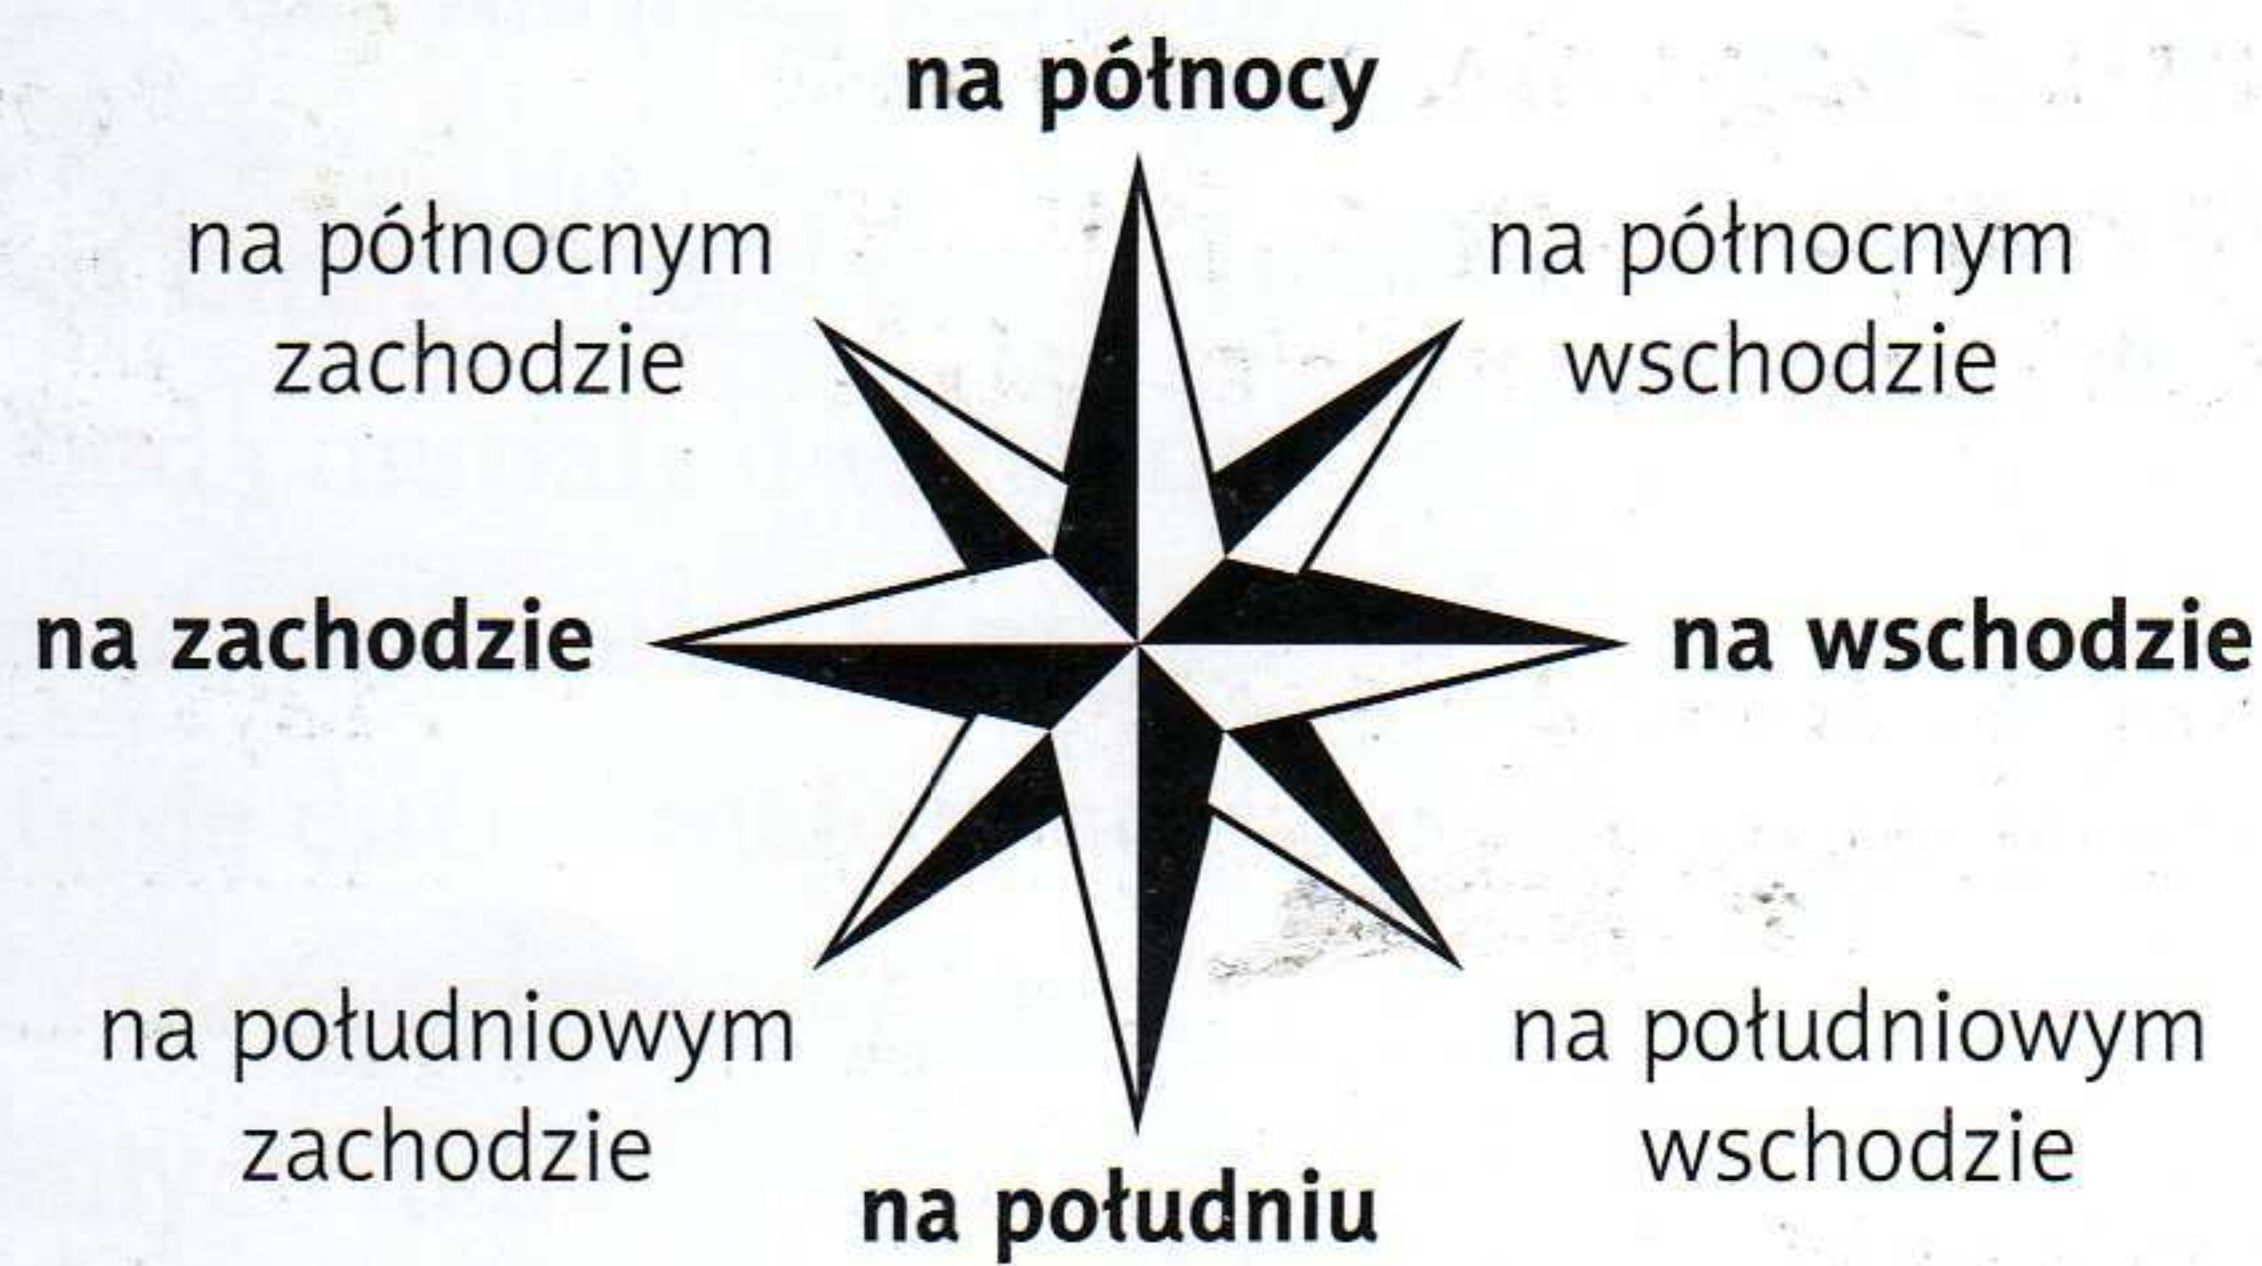 na północy
na północnym
zachodzie
na północnym
wschodzie
na zachodzie
na wschodzie
na południowym
zachodzie
na południowym
wschodzie
na południu